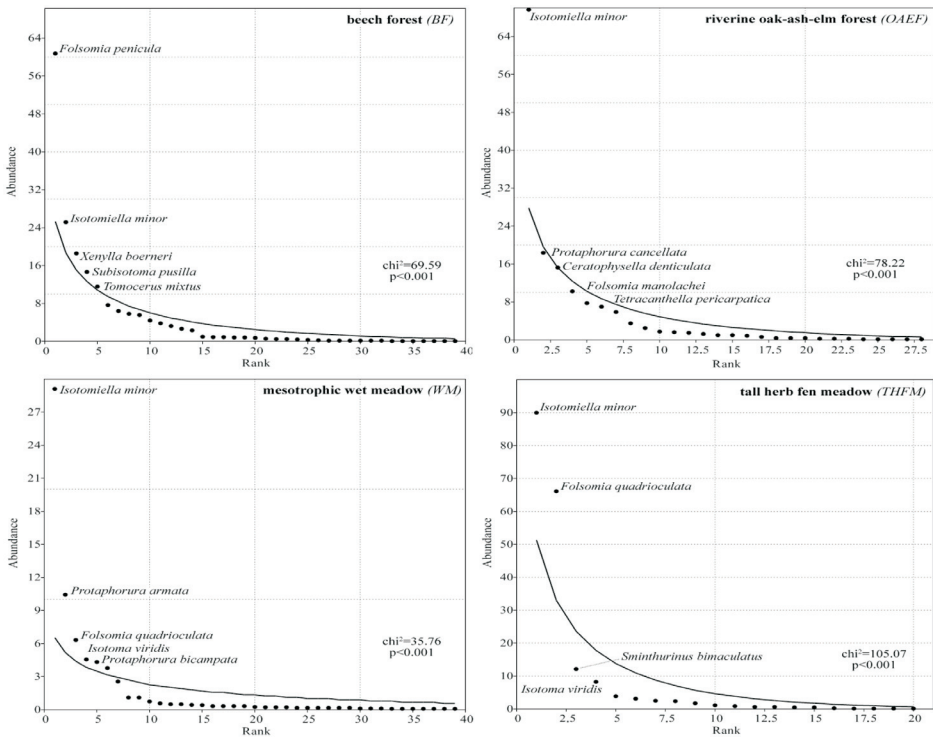 beech forest (BF)
Folsomia penicula
Isotomiella minor
Xenylla boerneri
Subisotoma pusilla
Tomocerus mixtus
chi²=69.59
p<0.001
Abundance
64
56
48
40
32
24
16
8
0
0 5 10 15 20 25 30 35 40
Rank
riverine oak-ash-elm forest (OAEF)
Isotomiella minor
Protaphorura cancellata
Ceratophysella denticulata
Folsomia manolachei
Tetracanthella pericarpatica
chi²=78.22
p<0.001
Abundance
64
56
48
40
32
24
16
8
0
0 2.5 5 7.5 10 12.5 15 17.5 20 22.5 25 27.5
Rank
mesotrophic wet meadow (WM)
Isotomiella minor
Protaphorura armata
Folsomia quadrioculata
Isotoma viridis
Protaphorura bicampata
chi²=35.76
p<0.001
Abundance
27
24
21
18
15
12
9
6
3
0
0 5 10 15 20 25 30 35
Rank
tall herb fen meadow (THFM)
Isotomiella minor
Folsomia quadrioculata
Sminthurinus bimaculatus
Isotoma viridis
chi²=105.07
p<0.001
Abundance
90
80
70
60
50
40
30
20
10
0
0 2.5 5 7.5 10 12.5 15 17.5 20
Rank